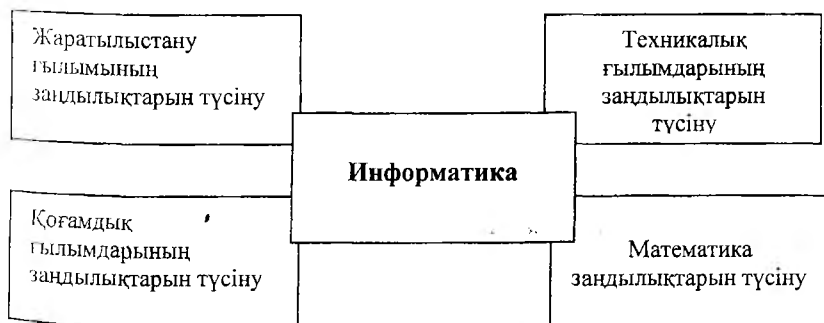 Жаратылыстану
ғылымының
заңдылықтарын түсіну
Техникалық
ғылымдарының
заңдылықтарын
түсіну
Информатика
Қоғамдық
ғылымдарының
заңдылықтарын түсіну
Математика
заңдылықтарын түсіну